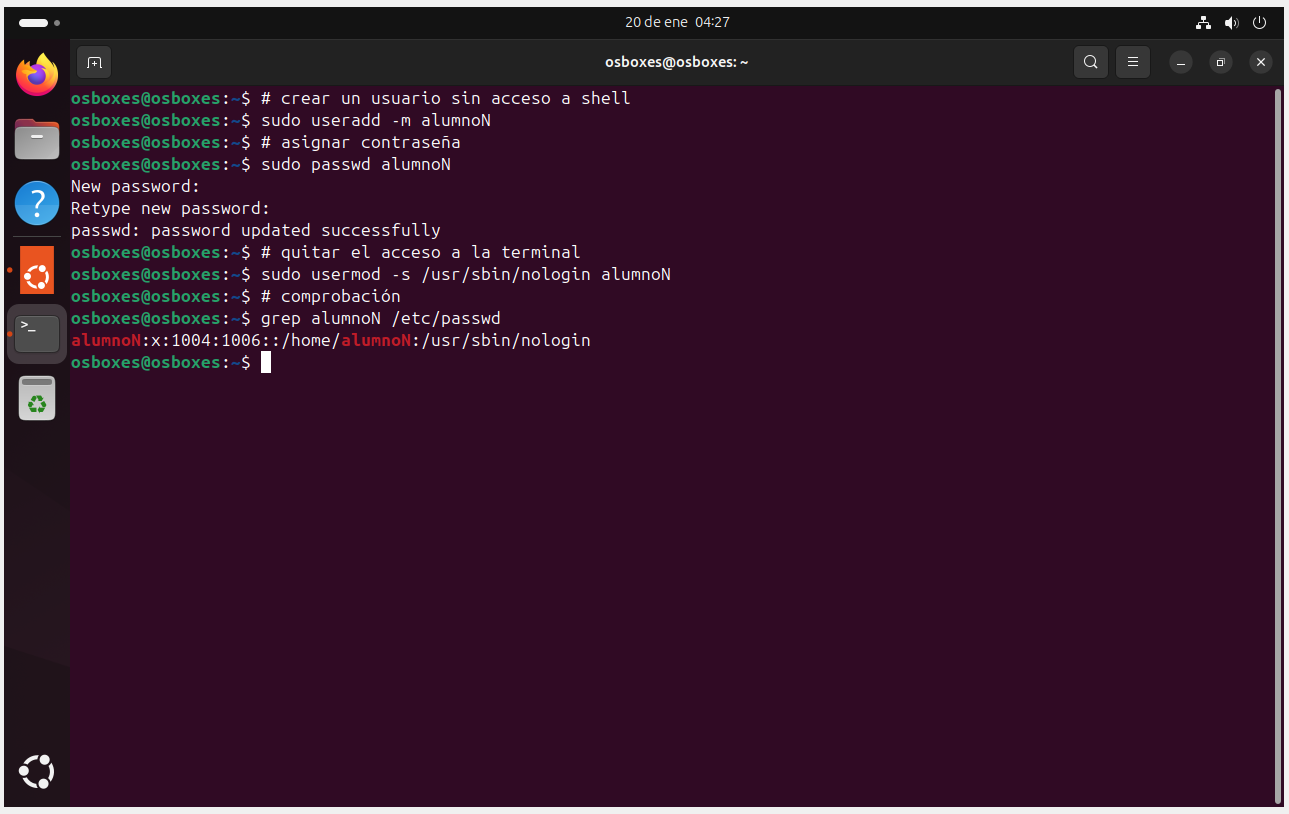 20 de ene 04:27
osboxes@osboxes: ~
osboxes@osboxes:~$ # crear un usuario sin acceso a shell
osboxes@osboxes:~$ sudo useradd -m alumnoN
osboxes@osboxes:~$ # asignar contraseña
osboxes@osboxes:~$ sudo passwd alumnoN
New password:
Retype new password:
passwd: password updated successfully
osboxes@osboxes:~$ # quitar el acceso a la terminal
osboxes@osboxes:~$ sudo usermod -s /usr/sbin/nologin alumnoN
osboxes@osboxes:~$ # comprobación
osboxes@osboxes:~$ grep alumnoN /etc/passwd
alumnoN:x:1004:1006::/home/alumnoN:/usr/sbin/nologin
osboxes@osboxes:~$